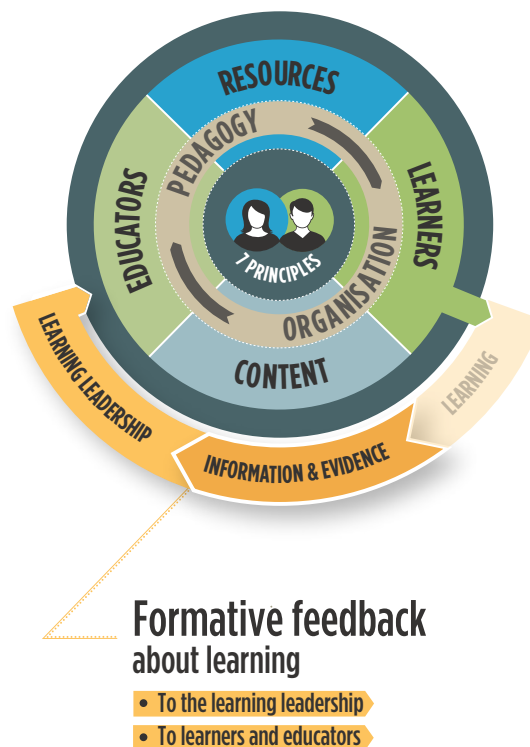 RESOURCES
PEDAGOGY
EDUCATORS
LEARNERS
7 PRINCIPLES
ORGANISATION
CONTENT
LEARNING LEADERSHIP
INFORMATION & EVIDENCE
LEARNING
Formative feedback
about learning
• To the learning leadership
• To learners and educators